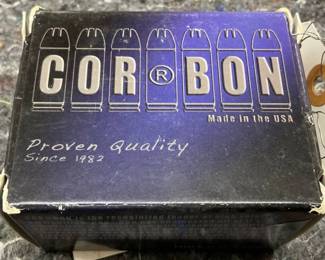 COR®BON
Made in the USA
Proven Quality
Since 1982